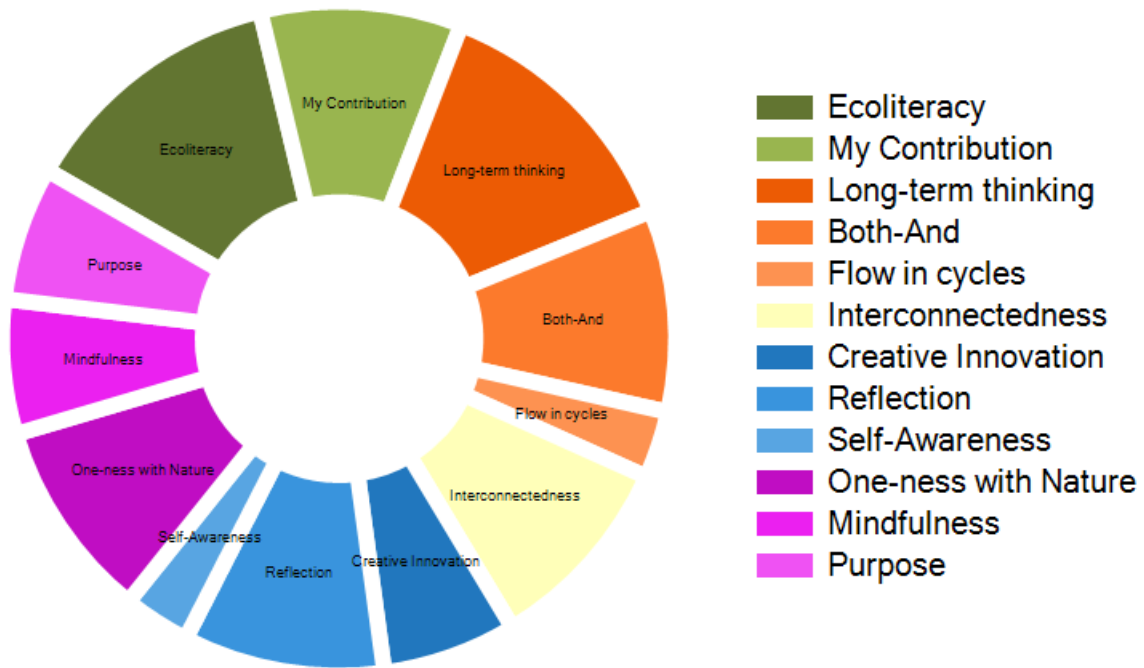 My Contribution
Ecoliteracy
Long-term thinking
Purpose
Both-And
Mindfulness
Flow in cycles
One-ness with Nature
Interconnectedness
Self-Awareness
Creative Innovation
Reflection
Ecoliteracy
My Contribution
Long-term thinking
Both-And
Flow in cycles
Interconnectedness
Creative Innovation
Reflection
Self-Awareness
One-ness with Nature
Mindfulness
Purpose